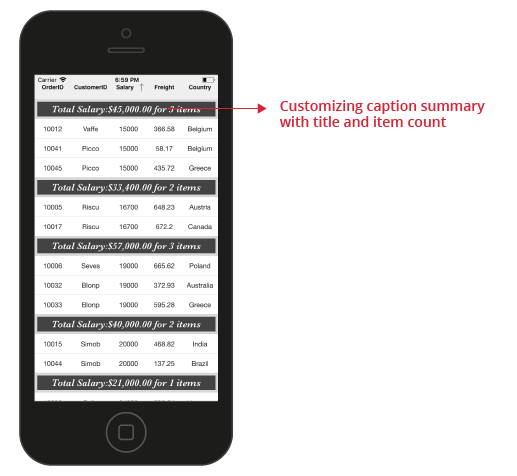 Carrier 6:59 PM
OrderID CustomerID Salary Freight Country
Total Salary:$45,000.00 for 3 items
Customizing caption summary
with title and item count
10012 Vaffe 15000 366.58 Belgium
10041 Picco 15000 58.17 Belgium
10045 Picco 15000 435.72 Greece
Total Salary:$33,400.00 for 2 items
10005 Riscu 16700 648.23 Austria
10017 Riscu 16700 672.2 Canada
Total Salary:$57,000.00 for 3 items
10006 Seves 19000 665.62 Poland
10032 Blonp 19000 372.93 Australia
10033 Blonp 19000 595.28 Greece
Total Salary:$40,000.00 for 2 items
10015 Simob 20000 468.82 India
10044 Simob 20000 137.25 Brazil
Total Salary:$21,000.00 for 1 items